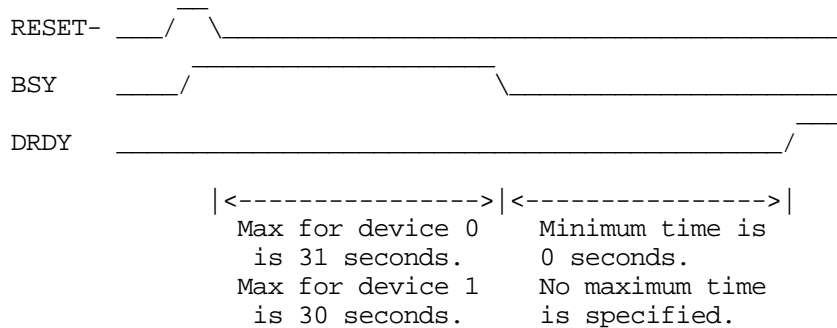 RESET-
BSY
DRDY
Max for device 0
is 31 seconds.
Max for device 1
is 30 seconds.
Minimum time is
0 seconds.
No maximum time
is specified.